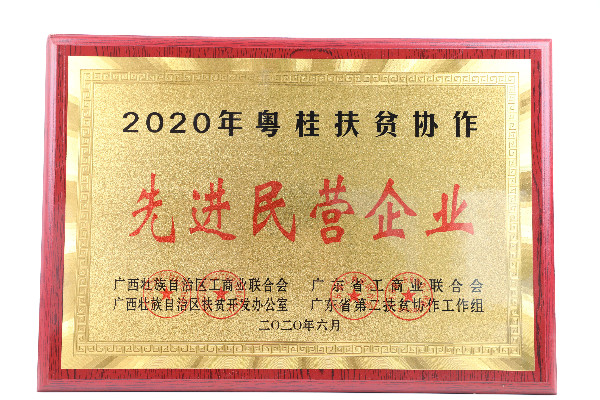 2020年粤桂扶贫协作
先进民营企业
广西壮族自治区工商业联合会 广东省工商业联合会
广西壮族自治区扶贫开发办公室 广东省第二扶贫协作工作组
二〇二〇年六月